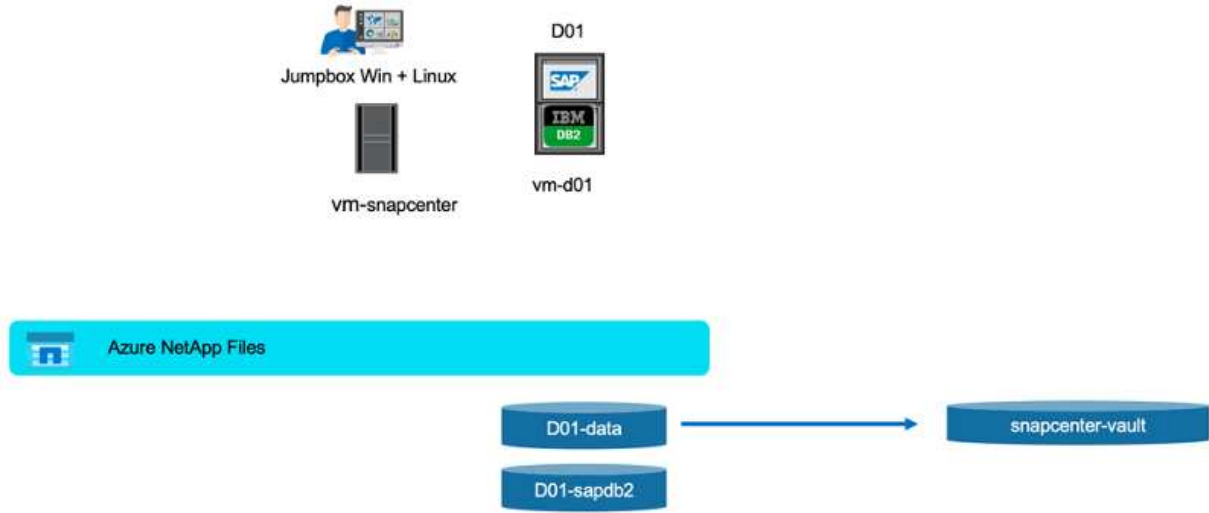 D01
Jumpbox Win + Linux
SAP
IBM
DB2
vm-d01
vm-snapcenter
Azure NetApp Files
D01-data
snapcenter-vault
D01-sapdb2